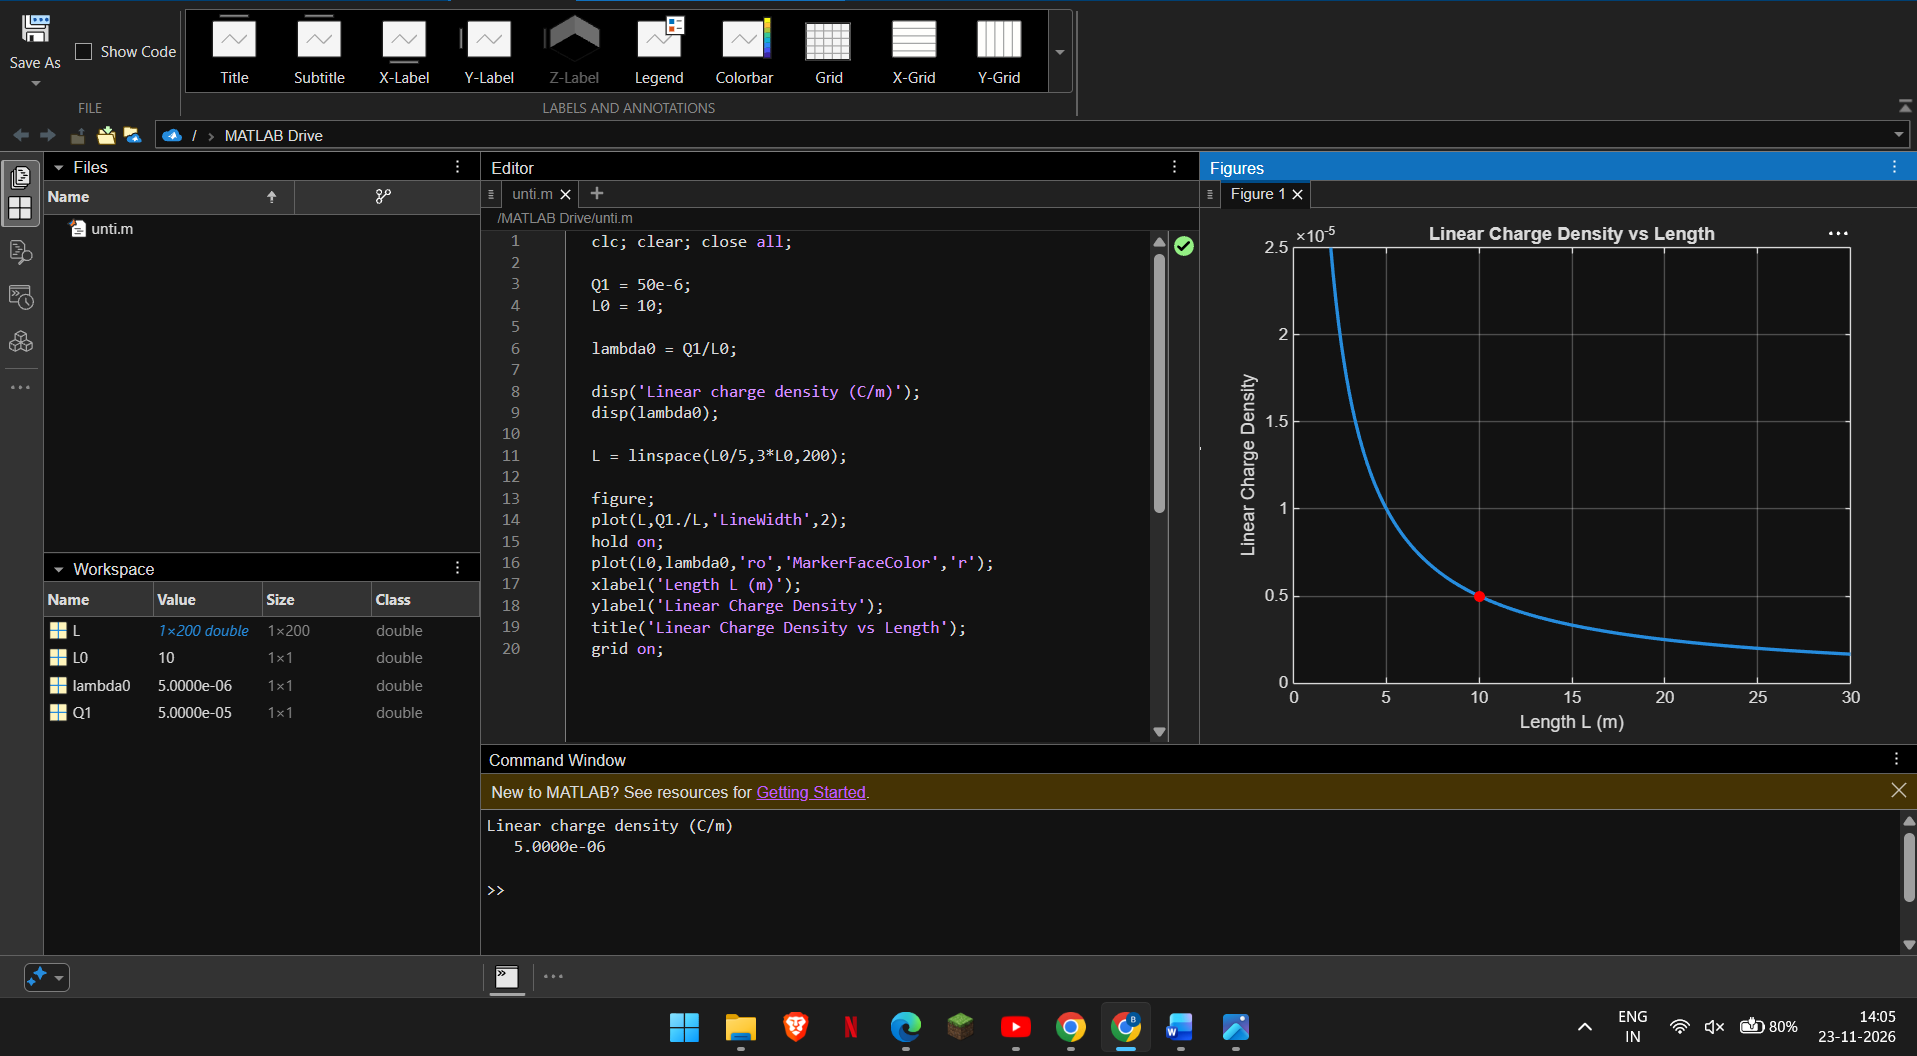 Save As
Show Code
FILE
Title
Subtitle
X-Label
Y-Label
Z-Label
Legend
Colorbar
Grid
X-Grid
Y-Grid
LABELS AND ANNOTATIONS
/ › MATLAB Drive
Files
Name
unti.m
Workspace
Name Value Size Class
L 1×200 double 1×200 double
L0 10 1×1 double
lambda0 5.0000e-06 1×1 double
Q1 5.0000e-05 1×1 double
Editor
unti.m
/MATLAB Drive/unti.m
1 clc; clear; close all;
2
3 Q1 = 50e-6;
4 L0 = 10;
5
6 lambda0 = Q1/L0;
7
8 disp('Linear charge density (C/m)');
9 disp(lambda0);
10
11 L = linspace(L0/5,3*L0,200);
12
13 figure;
14 plot(L,Q1./L,'LineWidth',2);
15 hold on;
16 plot(L0,lambda0,'ro','MarkerFaceColor','r');
17 xlabel('Length L (m)');
18 ylabel('Linear Charge Density');
19 title('Linear Charge Density vs Length');
20 grid on;
Figures
Figure 1
Linear Charge Density vs Length
×10-5
2.5
2
1.5
1
0.5
0
Linear Charge Density
0 5 10 15 20 25 30
Length L (m)
Command Window
New to MATLAB? See resources for Getting Started.
Linear charge density (C/m)
5.0000e-06
>>
ENG
IN
80%
14:05
23-11-2026